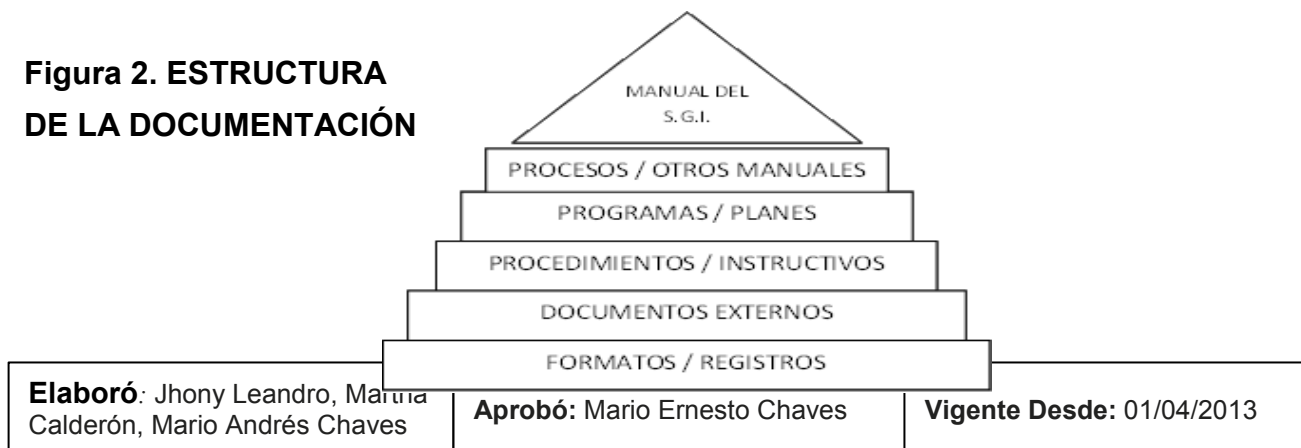 Figura 2. ESTRUCTURA
DE LA DOCUMENTACIÓN
MANUAL DEL
S.G.I.
PROCESOS / OTROS MANUALES
PROGRAMAS / PLANES
PROCEDIMIENTOS / INSTRUCTIVOS
DOCUMENTOS EXTERNOS
FORMATOS / REGISTROS
Elaboró: Jhony Leandro, Martha
Calderón, Mario Andrés Chaves
Aprobó: Mario Ernesto Chaves
Vigente Desde: 01/04/2013